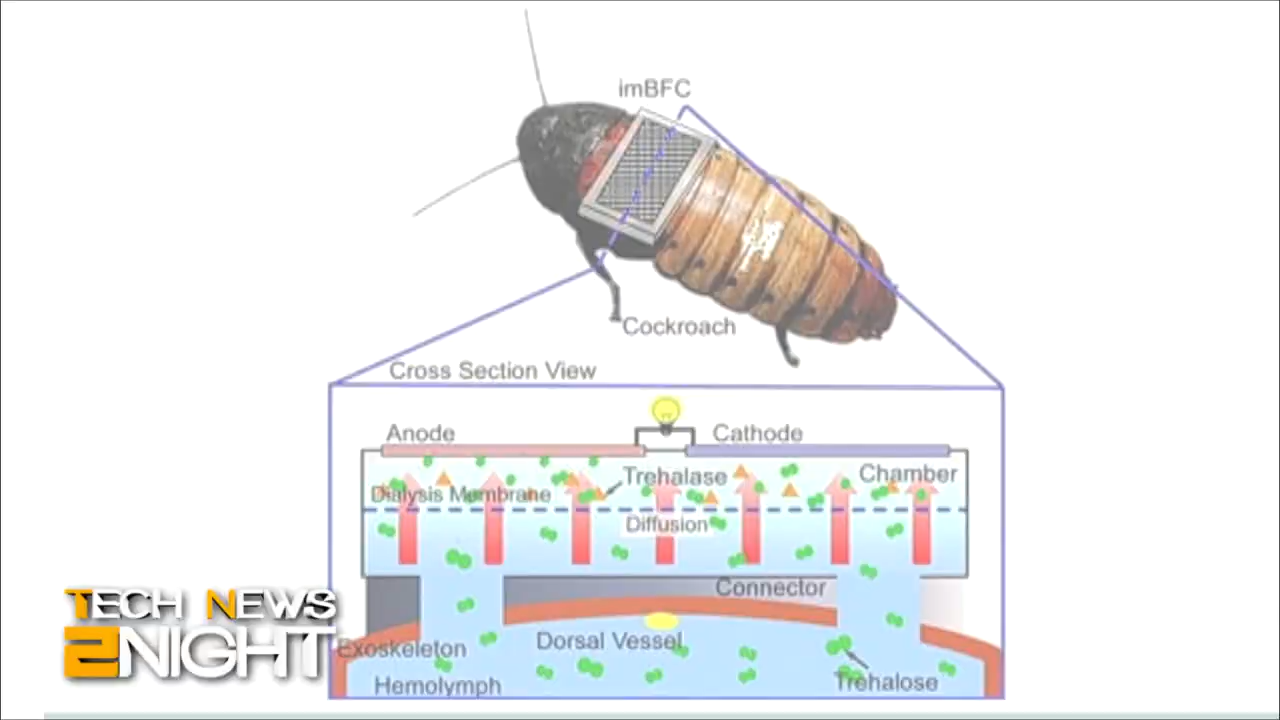 imBFC
Cockroach
Cross Section View
Anode
Cathode
Trehalase
Chamber
Dialysis Membrane
Diffusion
Connector
Exoskeleton
Dorsal Vessel
Hemolymph
Trehalose
TECH NEWS
2NIGHT